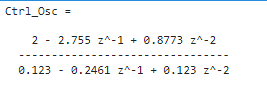 Ctrl_Osc =
2 - 2.755 z^-1 + 0.8773 z^-2
------------------------------
0.123 - 0.2461 z^-1 + 0.123 z^-2